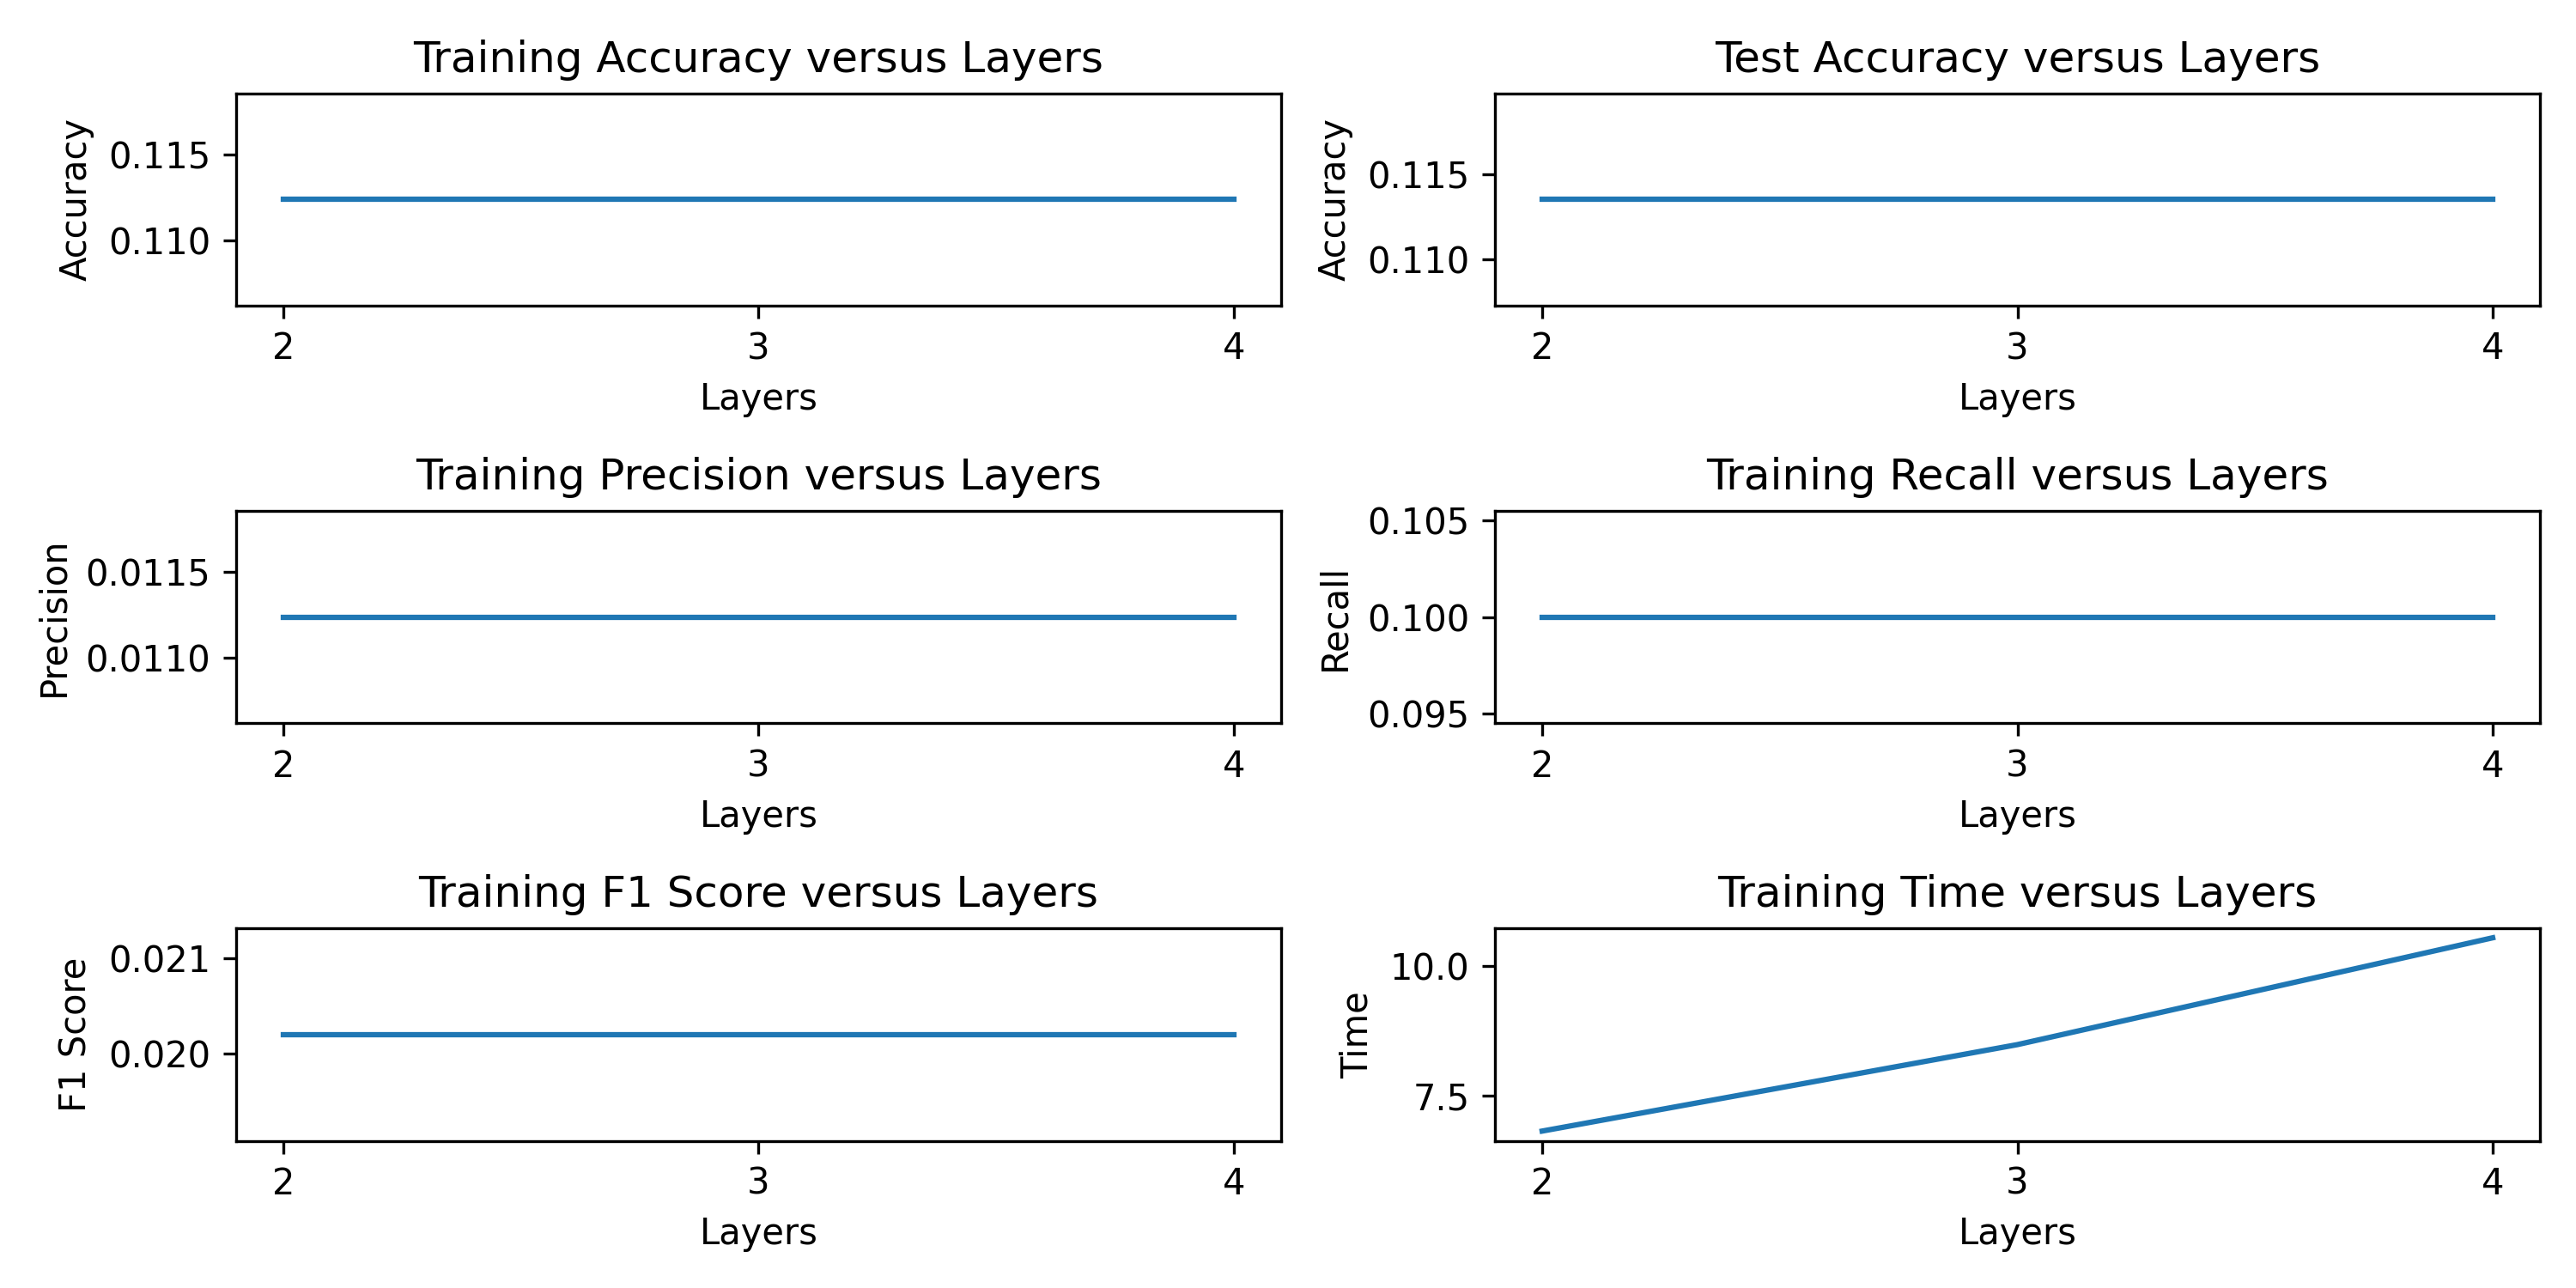 Training Accuracy versus Layers
Accuracy
0.115
0.110
2 3 4
Layers
Test Accuracy versus Layers
Accuracy
0.115
0.110
2 3 4
Layers
Training Precision versus Layers
Precision
0.0115
0.0110
2 3 4
Layers
Training Recall versus Layers
Recall
0.105
0.100
0.095
2 3 4
Layers
Training F1 Score versus Layers
F1 Score
0.021
0.020
2 3 4
Layers
Training Time versus Layers
Time
10.0
7.5
2 3 4
Layers